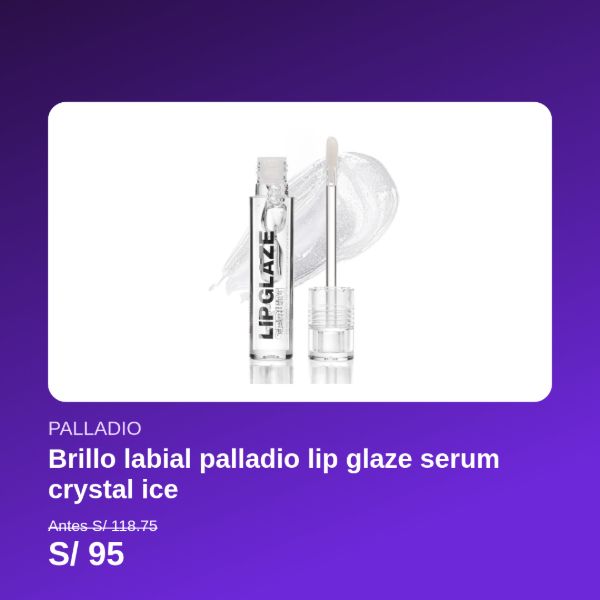 LIP GLAZE
PALLADIO
Brillo labial palladio lip glaze serum
crystal ice
Antes S/ 118.75
S/ 95